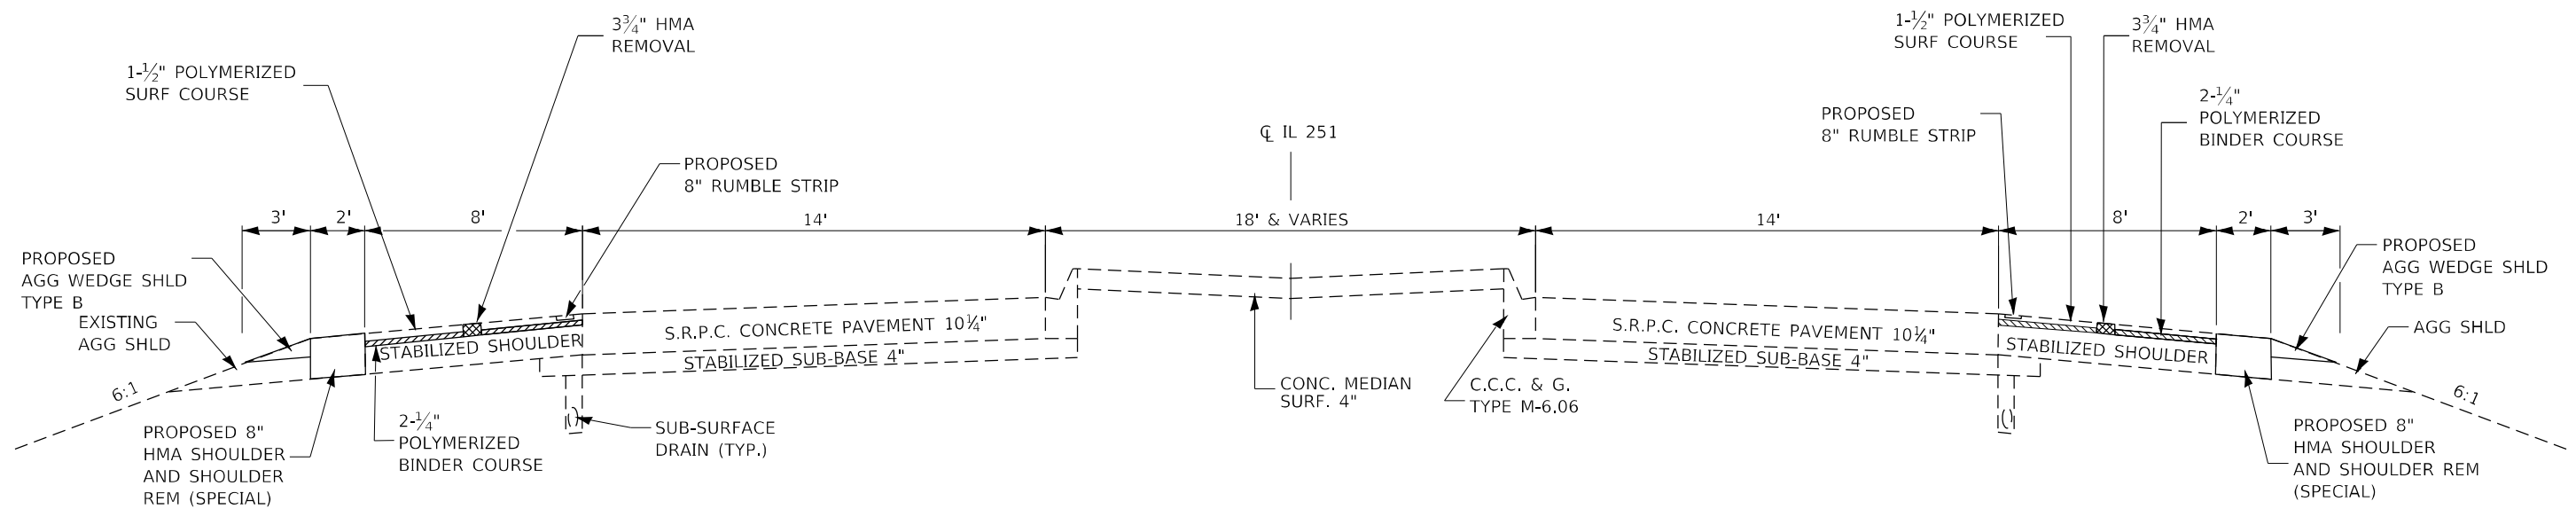 3¾" HMA
REMOVAL
1-½" POLYMERIZED
SURF COURSE
PROPOSED
8" RUMBLE STRIP
℄ IL 251
1-½" POLYMERIZED
SURF COURSE
3¾" HMA
REMOVAL
PROPOSED
8" RUMBLE STRIP
2-¼"
POLYMERIZED
BINDER COURSE
3'
2'
8'
14'
18' & VARIES
14'
8'
2'
3'
PROPOSED
AGG WEDGE SHLD
TYPE B
EXISTING
AGG SHLD
6:1
STABILIZED SHOULDER
S.R.P.C. CONCRETE PAVEMENT 10¼"
STABILIZED SUB-BASE 4"
S.R.P.C. CONCRETE PAVEMENT 10¼"
STABILIZED SUB-BASE 4"
STABILIZED SHOULDER
PROPOSED
AGG WEDGE SHLD
TYPE B
AGG SHLD
6:1
PROPOSED 8"
HMA SHOULDER
AND SHOULDER
REM (SPECIAL)
2-¼"
POLYMERIZED
BINDER COURSE
SUB-SURFACE
DRAIN (TYP.)
CONC. MEDIAN
SURF. 4"
C.C.C. & G.
TYPE M-6.06
PROPOSED 8"
HMA SHOULDER
AND SHOULDER REM
(SPECIAL)